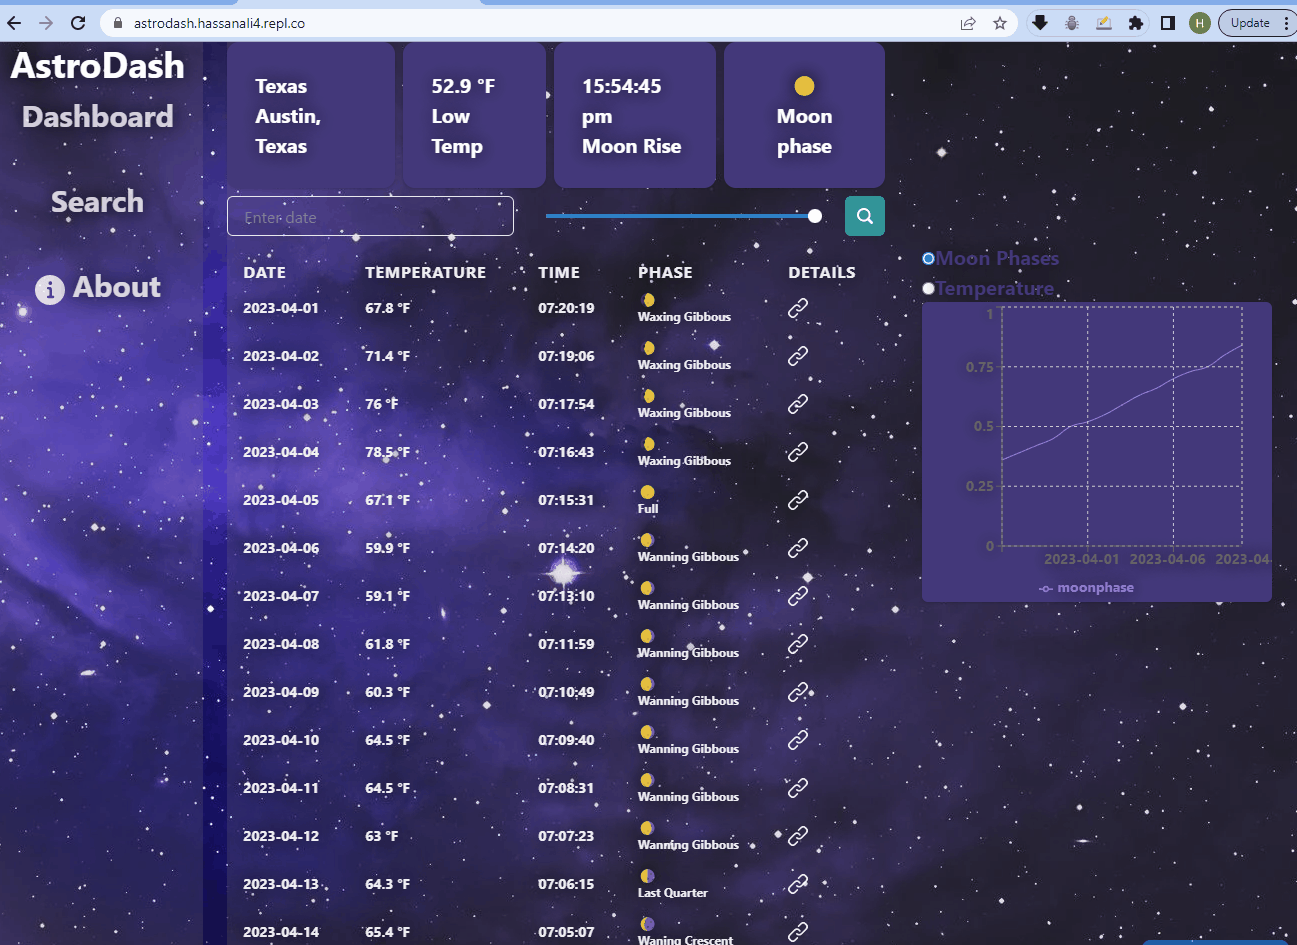 astrodash.hassanali4.repl.co
H
Update
AstroDash
Dashboard
Search
About
Texas
Austin,
Texas
52.9 °F
Low
Temp
15:54:45
pm
Moon Rise
Moon
phase
Enter date
DATE TEMPERATURE TIME PHASE DETAILS
2023-04-01 67.8 °F 07:20:19 Waxing Gibbous
2023-04-02 71.4 °F 07:19:06 Waxing Gibbous
2023-04-03 76 °F 07:17:54 Waxing Gibbous
2023-04-04 78.5 °F 07:16:43 Waxing Gibbous
2023-04-05 67.1 °F 07:15:31 Full
2023-04-06 59.9 °F 07:14:20 Wanning Gibbous
2023-04-07 59.1 °F 07:13:10 Wanning Gibbous
2023-04-08 61.8 °F 07:11:59 Wanning Gibbous
2023-04-09 60.3 °F 07:10:49 Wanning Gibbous
2023-04-10 64.5 °F 07:09:40 Wanning Gibbous
2023-04-11 64.5 °F 07:08:31 Wanning Gibbous
2023-04-12 63 °F 07:07:23 Wanning Gibbous
2023-04-13 64.3 °F 07:06:15 Last Quarter
2023-04-14 65.4 °F 07:05:07 Waning Crescent
Moon Phases
Temperature
1
0.75
0.5
0.25
0
2023-04-01 2023-04-06 2023-04-
moonphase